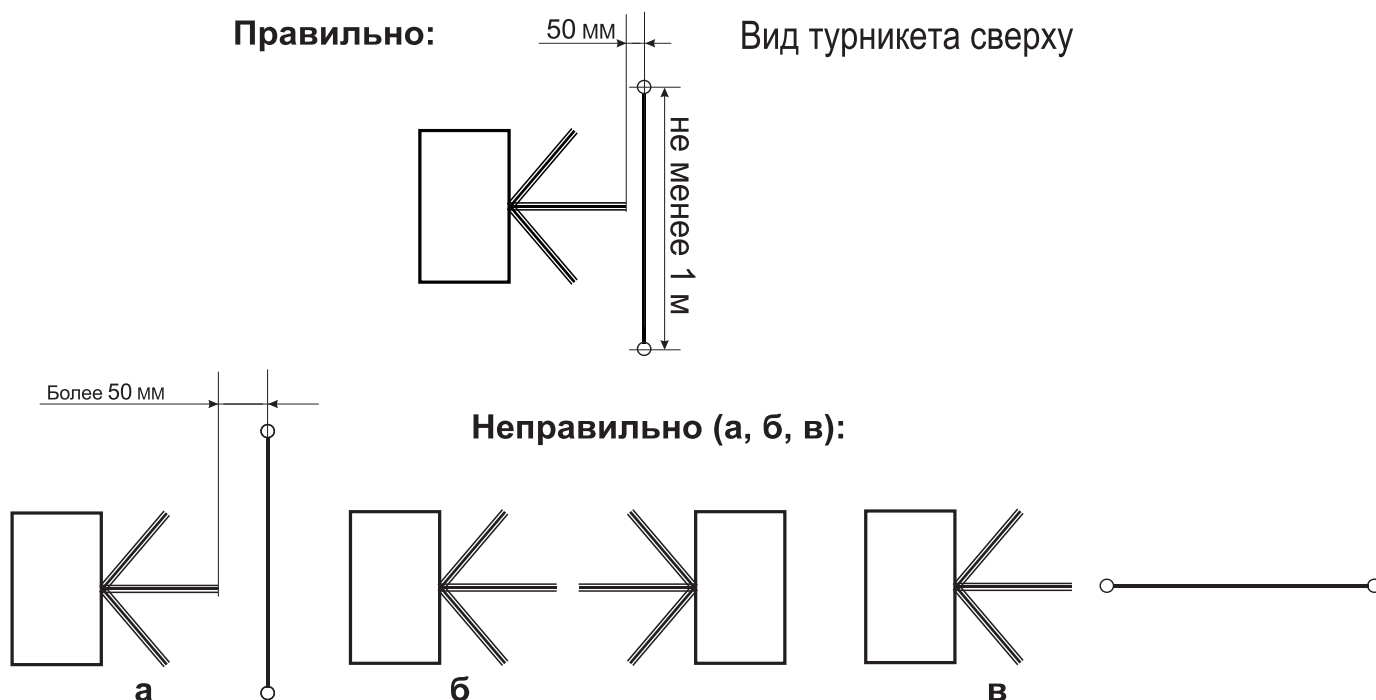 Правильно:
50 мм
Вид турникета сверху
не менее 1 м
Более 50 мм
Неправильно (а, б, в):
а
б
в